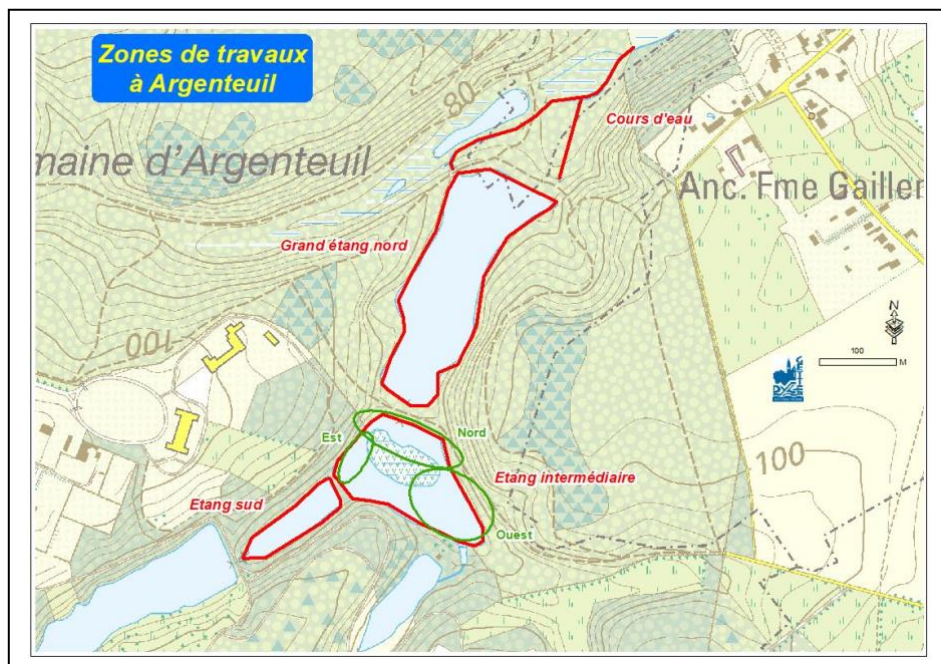 Zones de travaux
à Argenteuil
80
Cours d'eau
maine d'Argenteuil
Anc. Fme Gailler
Grand étang nord
N
100
100
M
Est
Nord
Etang intermédiaire
100
Etang sud
Ouest